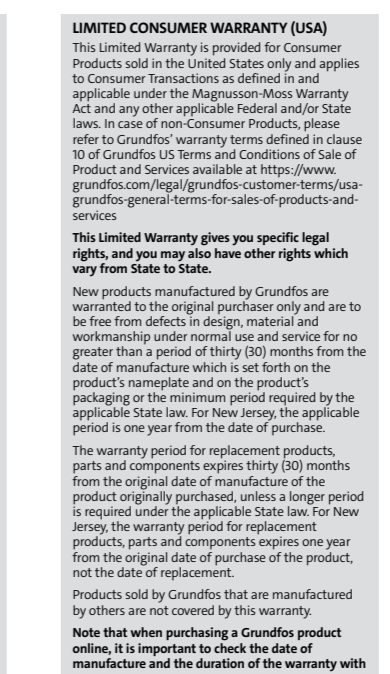 LIMITED CONSUMER WARRANTY (USA)
This Limited Warranty is provided for Consumer
Products sold in the United States only and applies
to Consumer Transactions as defined in and
applicable under the Magnusson-Moss Warranty
Act and any other applicable Federal and/or State
laws. In case of non-Consumer Products, please
refer to Grundfos’ warranty terms defined in clause
10 of Grundfos US Terms and Conditions of Sale of
Product and Services available at https://www.
grundfos.com/legal/grundfos-customer-terms/usa-
grundfos-general-terms-for-sales-of-products-and-
services
This Limited Warranty gives you specific legal
rights, and you may also have other rights which
vary from State to State.
New products manufactured by Grundfos are
warranted to the original purchaser only and are to
be free from defects in design, material and
workmanship under normal use and service for no
greater than a period of thirty (30) months from the
date of manufacture which is set forth on the
product’s nameplate and on the product’s
packaging or the minimum period required by the
applicable State law. For New Jersey, the applicable
period is one year from the date of purchase.
The warranty period for replacement products,
parts and components expires thirty (30) months
from the original date of manufacture of the
product originally purchased, unless a longer period
is required under the applicable State law. For New
Jersey, the warranty period for replacement
products, parts and components expires one year
from the original date of purchase of the product,
not the date of replacement.
Products sold by Grundfos that are manufactured
by others are not covered by this warranty.
Note that when purchasing a Grundfos product
online, it is important to check the date of
manufacture and the duration of the warranty with